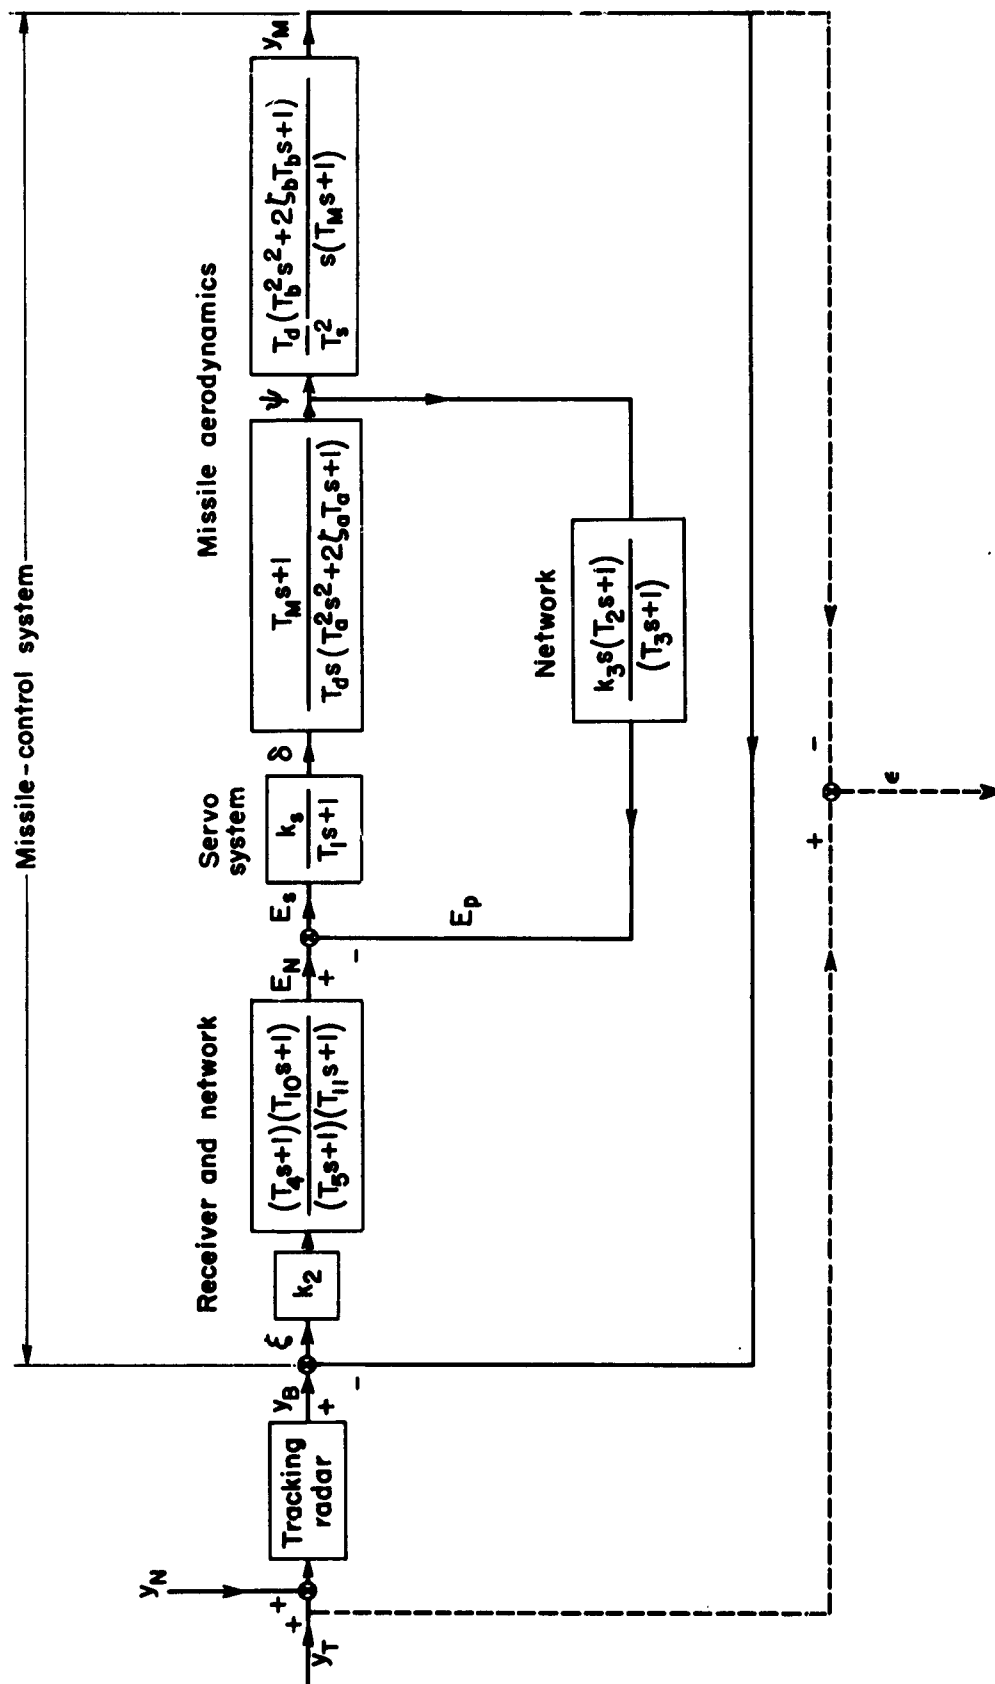 Missile-control system
Missile aerodynamics
Receiver and network
Servo
system
y_N
y_T
+
+
Tracking
radar
y_B
+
-
ξ
k_2
(T_4s+1)(T_10s+1)
(T_5s+1)(T_11s+1)
E_N
+
-
E_s
k_s
T_1s+1
δ
T_Ms+1
T_ds(T_a^2s^2+2ζ_aT_as+1)
ψ
T_d(T_b^2s^2+2ζ_bT_bs+1)
T_s^2 s(T_Ms+1)
y_M
E_p
Network
k_3s(T_2s+1)
(T_3s+1)
+
-
ε